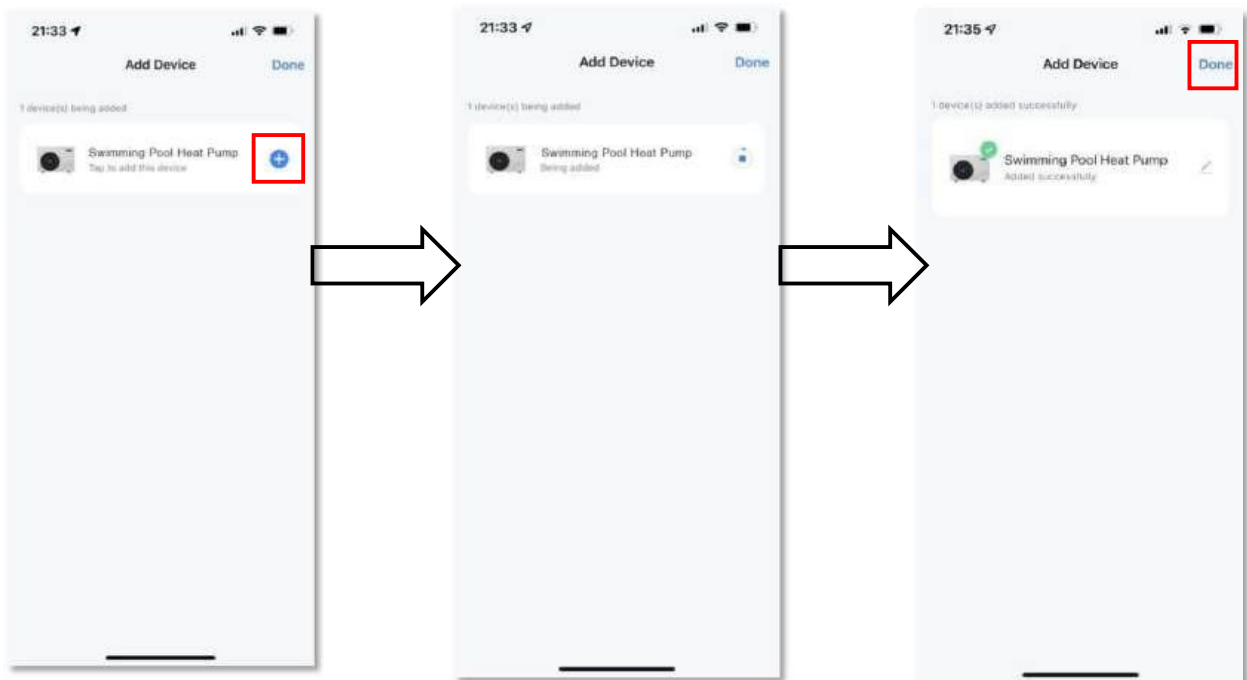 21:33
Add Device Done
1 device(s) being added
Swimming Pool Heat Pump
Tap to add this device
21:33
Add Device Done
1 device(s) being added
Swimming Pool Heat Pump
Being added
21:35
Add Device Done
1 device(s) added successfully
Swimming Pool Heat Pump
Added successfully